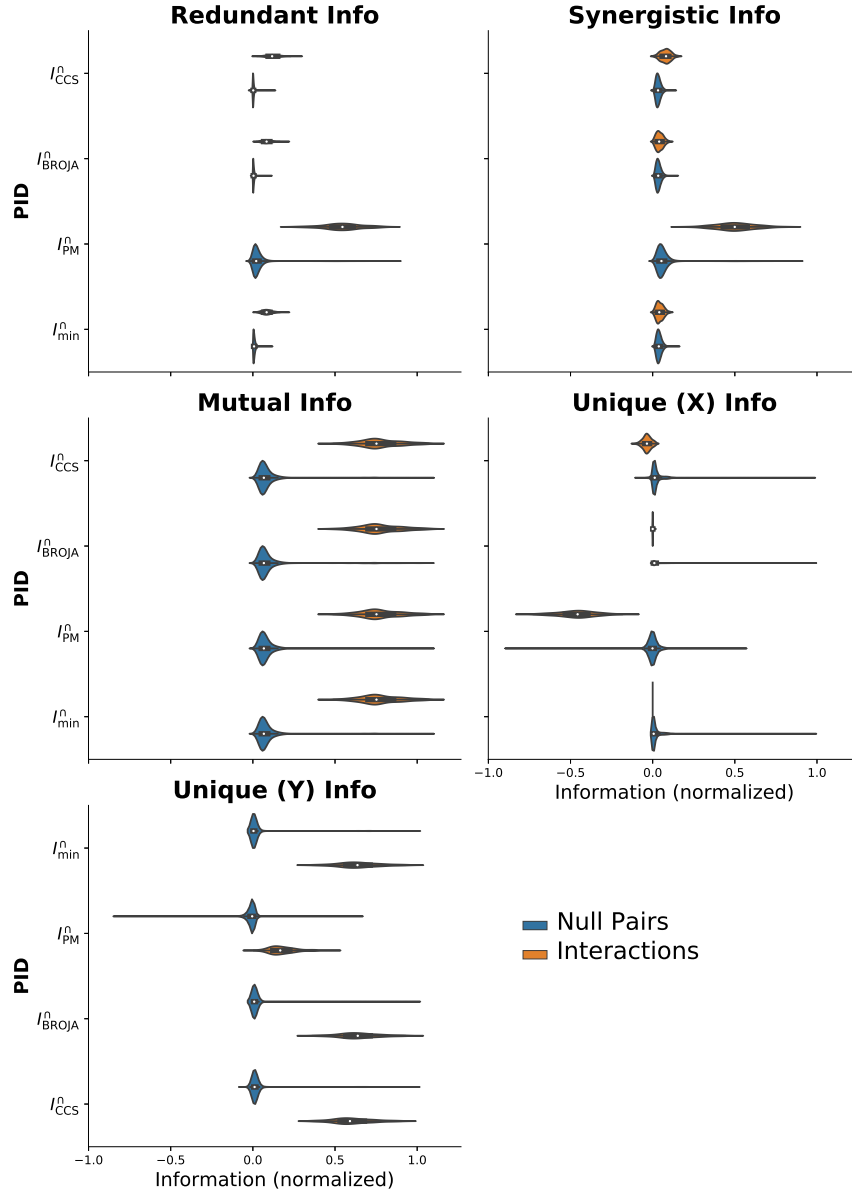 Redundant Info
Synergistic Info
I∩CCS
I∩BROJA
I∩PM
I∩min
PID
Mutual Info
Unique (X) Info
I∩CCS
I∩BROJA
I∩PM
I∩min
PID
−1.0 −0.5 0.0 0.5 1.0
Information (normalized)
Unique (Y) Info
I∩min
I∩PM
I∩BROJA
I∩CCS
PID
−1.0 −0.5 0.0 0.5 1.0
Information (normalized)
Null Pairs
Interactions